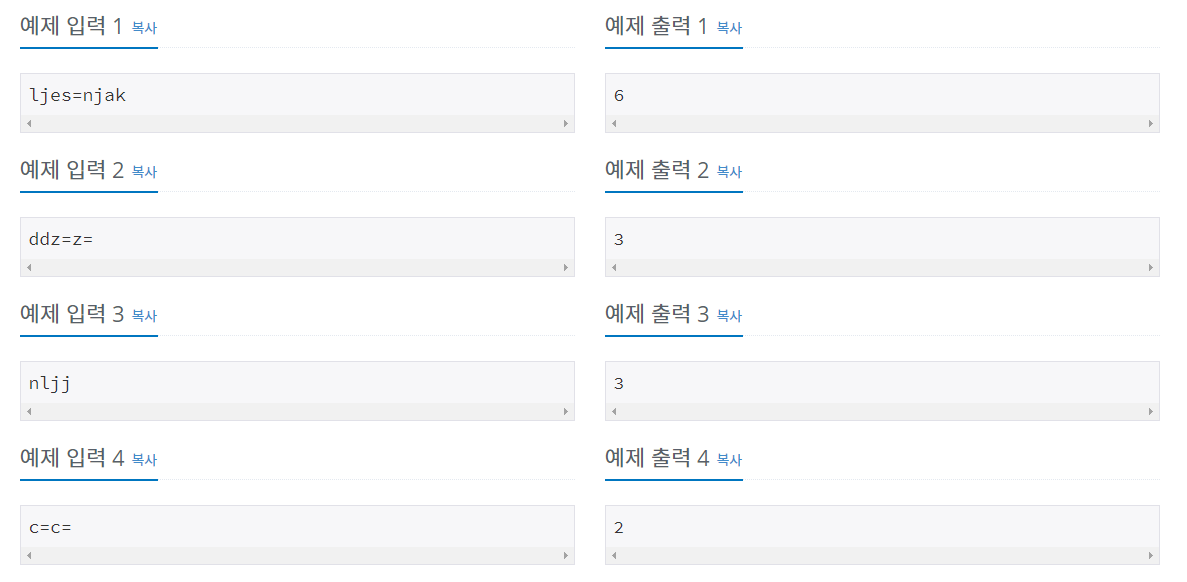 예제 입력 1 복사
예제 출력 1 복사
ljes=njak
6
예제 입력 2 복사
예제 출력 2 복사
ddz=z=
3
예제 입력 3 복사
예제 출력 3 복사
nljj
3
예제 입력 4 복사
예제 출력 4 복사
c=c=
2